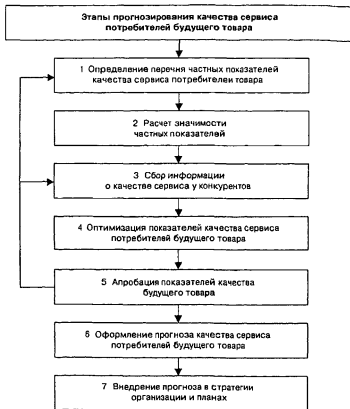 Этапы прогнозирования качества сервиса
потребителей будущего товара
1 Определение перечня частных показателей
качества сервиса потребителеи товара
2 Расчет значимости
частных показателей
3 Сбор информации
о качестве сервиса у конкурентов
4 Оптимизация показателей качества сервиса
потребителей будущего товара
5 Апробация показателей качества
будущего товара
6 Оформление прогноза качества сервиса
потребителей будущего товара
7 Внедрение прогноза в стратегии
организации и планах